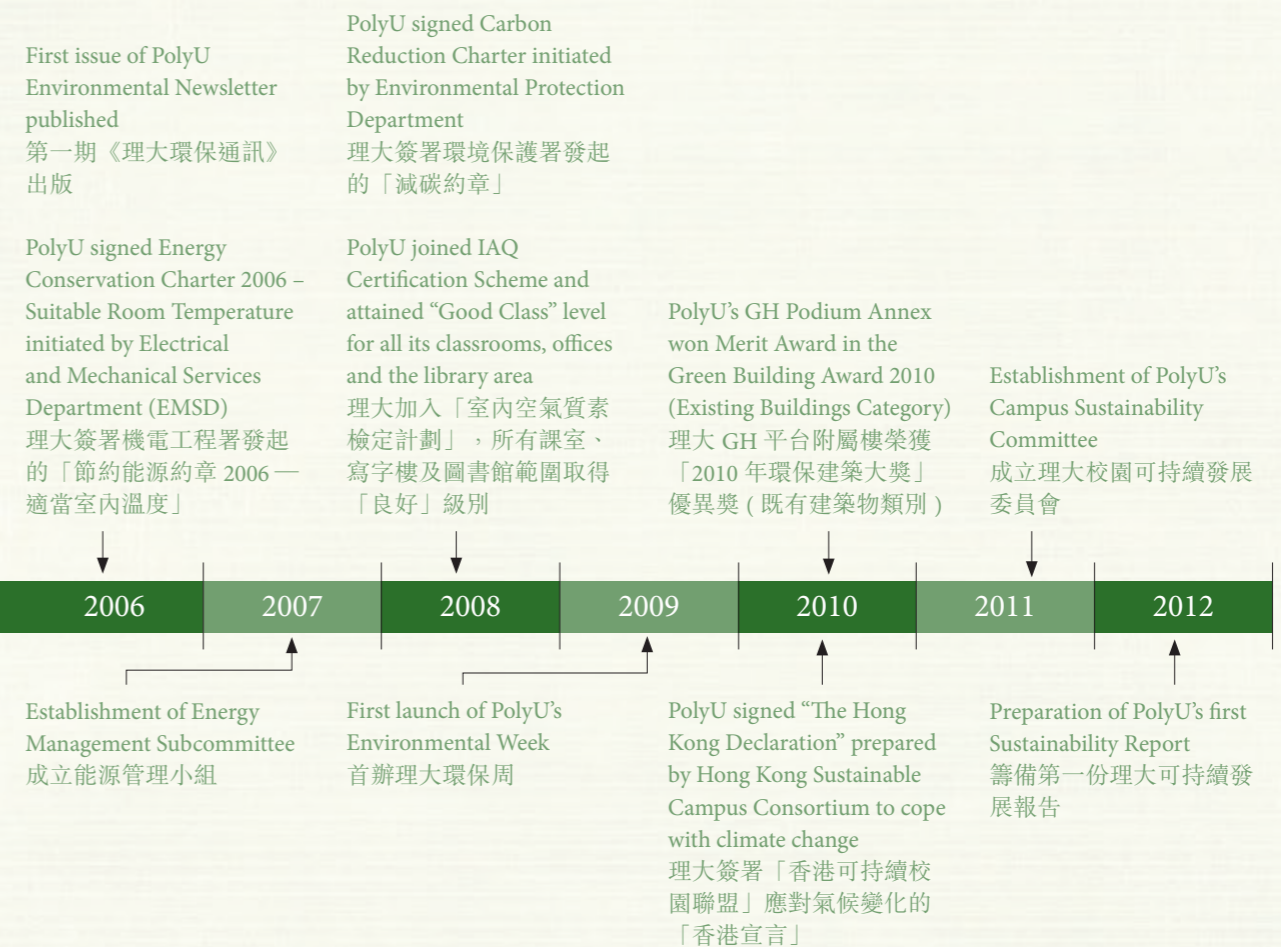 First issue of PolyU
Environmental Newsletter
published
第一期《理大環保通訊》
出版
PolyU signed Energy
Conservation Charter 2006 –
Suitable Room Temperature
initiated by Electrical
and Mechanical Services
Department (EMSD)
理大簽署機電工程署發起
的「節約能源約章 2006 —
適當室內溫度」
PolyU signed Carbon
Reduction Charter initiated
by Environmental Protection
Department
理大簽署環境保護署發起
的「減碳約章」
PolyU joined IAQ
Certification Scheme and
attained “Good Class” level
for all its classrooms, offices
and the library area
理大加入「室內空氣質素
檢定計劃」，所有課室、
寫字樓及圖書館範圍取得
「良好」級別
PolyU’s GH Podium Annex
won Merit Award in the
Green Building Award 2010
(Existing Buildings Category)
理大 GH 平台附屬樓榮獲
「2010 年環保建築大獎」
優異獎 ( 既有建築物類別 )
Establishment of PolyU’s
Campus Sustainability
Committee
成立理大校園可持續發展
委員會
2006
2007
2008
2009
2010
2011
2012
Establishment of Energy
Management Subcommittee
成立能源管理小組
First launch of PolyU’s
Environmental Week
首辦理大環保周
PolyU signed “The Hong
Kong Declaration” prepared
by Hong Kong Sustainable
Campus Consortium to cope
with climate change
理大簽署「香港可持續校
園聯盟」應對氣候變化的
「香港宣言」
Preparation of PolyU’s first
Sustainability Report
籌備第一份理大可持續發
展報告